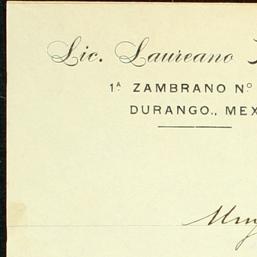 Lic. Laureano
1ª ZAMBRANO Nº
DURANGO., MEX